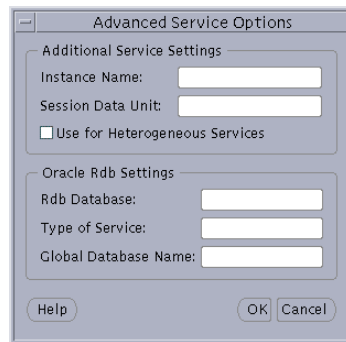 Advanced Service Options
Additional Service Settings
Instance Name:
Session Data Unit:
Use for Heterogeneous Services
Oracle Rdb Settings
Rdb Database:
Type of Service:
Global Database Name:
Help OK Cancel